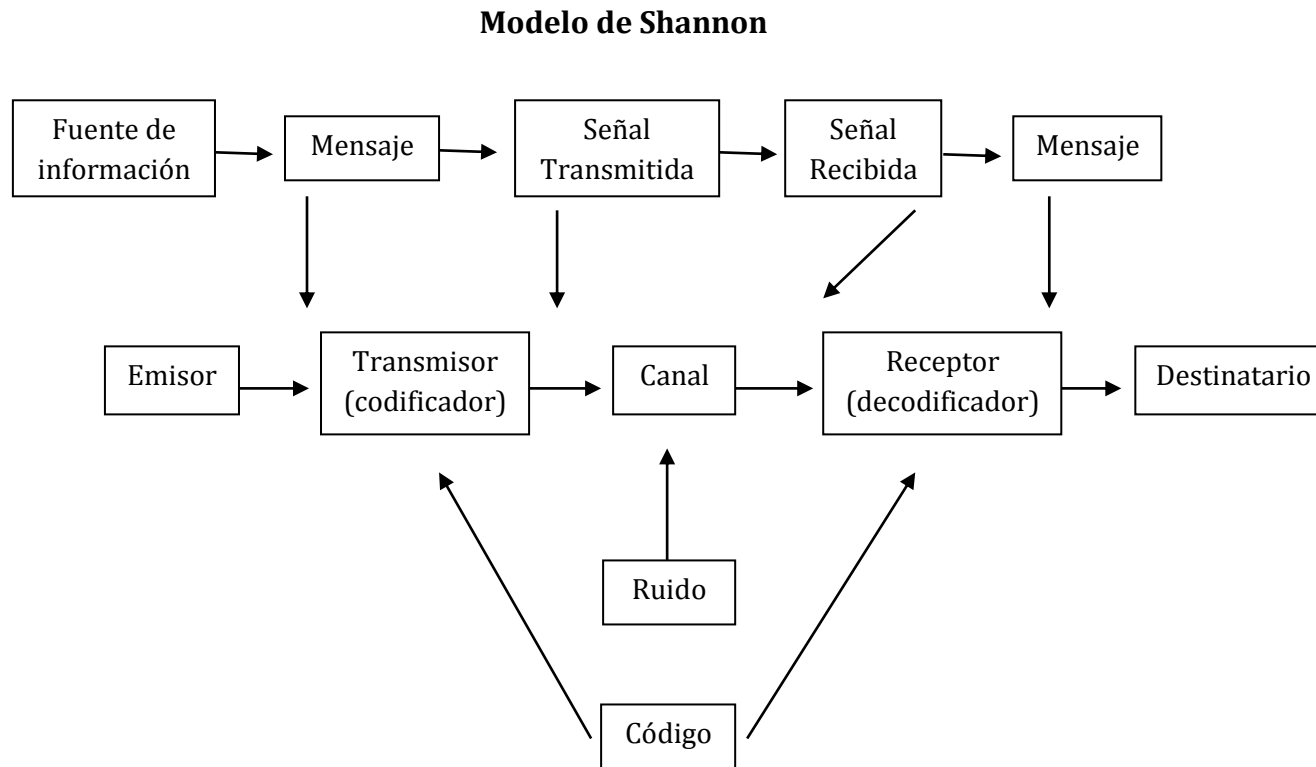 Modelo de Shannon
Fuente de
información
Mensaje
Señal
Transmitida
Señal
Recibida
Mensaje
Emisor
Transmisor
(codificador)
Canal
Receptor
(decodificador)
Destinatario
Ruido
Código